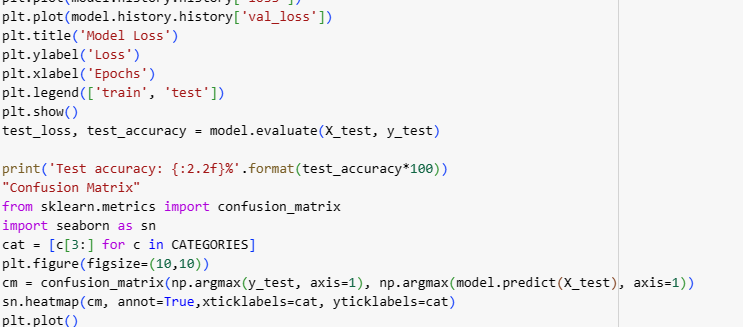 plt.plot(model.history.history['loss'])
plt.plot(model.history.history['val_loss'])
plt.title('Model Loss')
plt.ylabel('Loss')
plt.xlabel('Epochs')
plt.legend(['train', 'test'])
plt.show()
test_loss, test_accuracy = model.evaluate(X_test, y_test)
print('Test accuracy: {:2.2f}%'.format(test_accuracy*100))
"Confusion Matrix"
from sklearn.metrics import confusion_matrix
import seaborn as sn
cat = [c[3:] for c in CATEGORIES]
plt.figure(figsize=(10,10))
cm = confusion_matrix(np.argmax(y_test, axis=1), np.argmax(model.predict(X_test), axis=1))
sn.heatmap(cm, annot=True,xticklabels=cat, yticklabels=cat)
plt.plot()